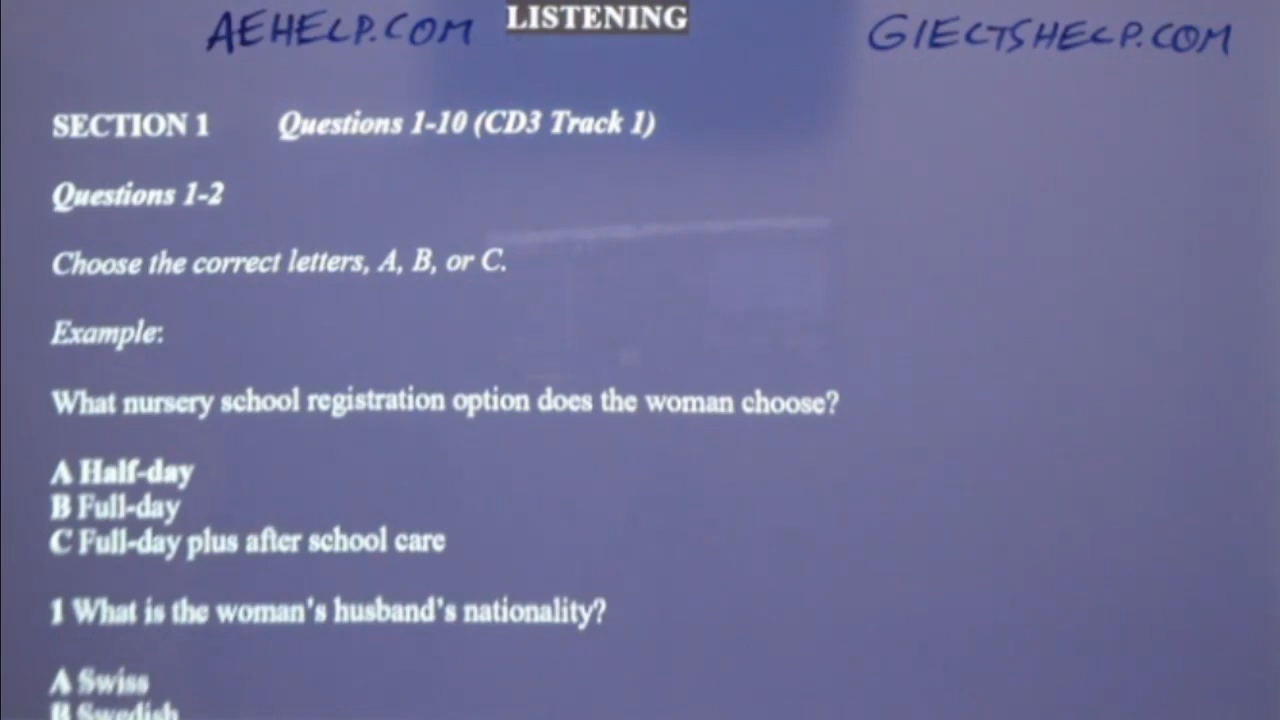 AEHELP.COM LISTENING GIELTSHELP.COM
SECTION 1 Questions 1-10 (CD3 Track 1)
Questions 1-2
Choose the correct letters, A, B, or C.
Example:
What nursery school registration option does the woman choose?
A Half-day
B Full-day
C Full-day plus after school care
1 What is the woman's husband's nationality?
A Swiss
B Swedish